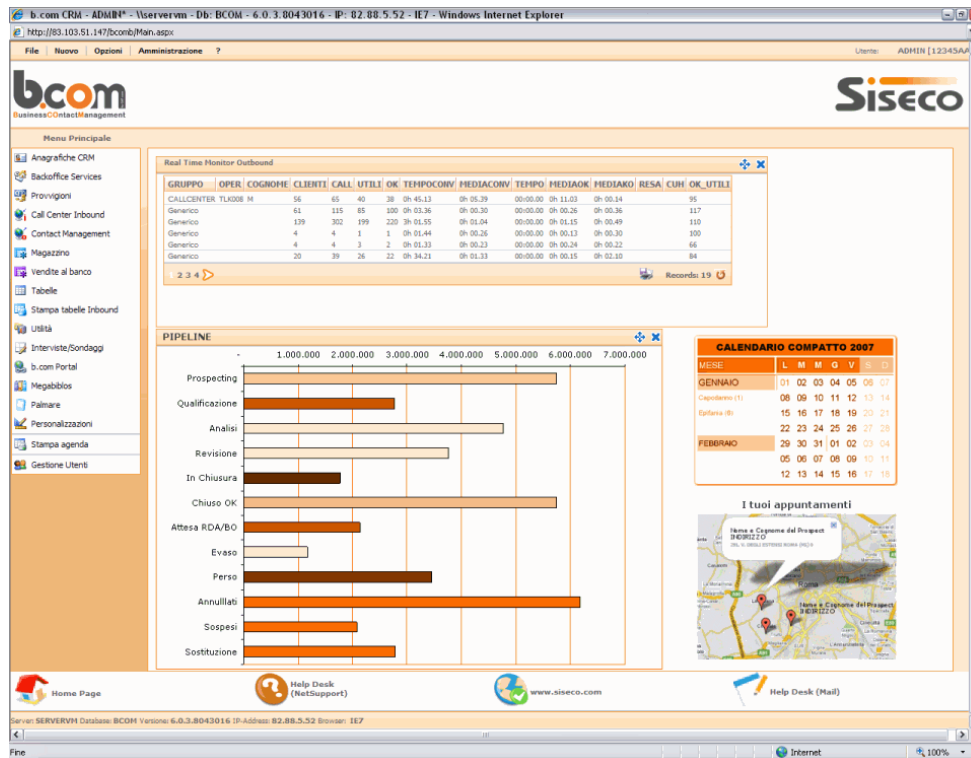 b.com CRM - ADMIN* - \\servervm - Db: BCOM - 6.0.3.8043016 - IP: 82.88.5.52 - IE7 - Windows Internet Explorer
http://83.103.51.147/bcomb/Main.aspx
File Nuovo Opzioni Amministrazione ? Utente: ADMIN [12345AA
b.com
BusinessCOntactManagement
Siseco
Menu Principale
Anagrafiche CRM
Backoffice Services
Provvigioni
Call Center Inbound
Contact Management
Magazzino
Vendite al banco
Tabelle
Stampa tabelle Inbound
Utilità
Interviste/Sondaggi
b.com Portal
Megabiblos
Palmare
Personalizzazioni
Stampa agenda
Gestione Utenti
Real Time Monitor Outbound
GRUPPO OPER COGNOME CLIENTI CALL UTILI OK TEMPOCONV MEDIACONV TEMPO MEDIAOK MEDIAKO RESA CUH OK_UTILI
CALLCENTER TLK008 M 56 65 40 38 0h 45.13 0h 05.39 00:00.00 0h 11.03 0h 00.14 95
Generico 61 115 85 100 0h 03.36 0h 00.30 00:00.00 0h 00.26 0h 00.36 117
Generico 139 302 199 220 3h 01.55 0h 01.04 00:00.00 0h 01.15 0h 00.49 110
Generico 4 4 1 1 0h 01.44 0h 00.26 00:00.00 0h 00.13 0h 00.30 100
Generico 4 4 3 2 0h 01.33 0h 00.23 00:00.00 0h 00.24 0h 00.22 66
Generico 20 39 26 22 0h 34.21 0h 01.33 00:00.00 0h 00.15 0h 02.10 84
1 2 3 4 Records: 19
PIPELINE
- 1.000.000 2.000.000 3.000.000 4.000.000 5.000.000 6.000.000 7.000.000
Prospecting
Qualificazione
Analisi
Revisione
In Chiusura
Chiuso OK
Attesa RDA/BO
Evaso
Perso
Annulllati
Sospesi
Sostituzione
CALENDARIO COMPATTO 2007
MESE L M M G V S D
GENNAIO 01 02 03 04 05 06 07
Capodanno (1) 08 09 10 11 12 13 14
Epifania (6) 15 16 17 18 19 20 21
22 23 24 25 26 27 28
FEBBRAIO 29 30 31 01 02 03 04
05 06 07 08 09 10 11
12 13 14 15 16 17 18
I tuoi appuntamenti
Nome e Cognome del Prospect
INDIRIZZO
Roma
Nome e Cognome del Prospect
INDIRIZZO
Home Page
Help Desk
(NetSupport)
www.siseco.com
Help Desk (Mail)
Server: SERVERVM Database: BCOM Versione: 6.0.3.8043016 IP-Address: 82.88.5.52 Browser: IE7
Fine Internet 100%